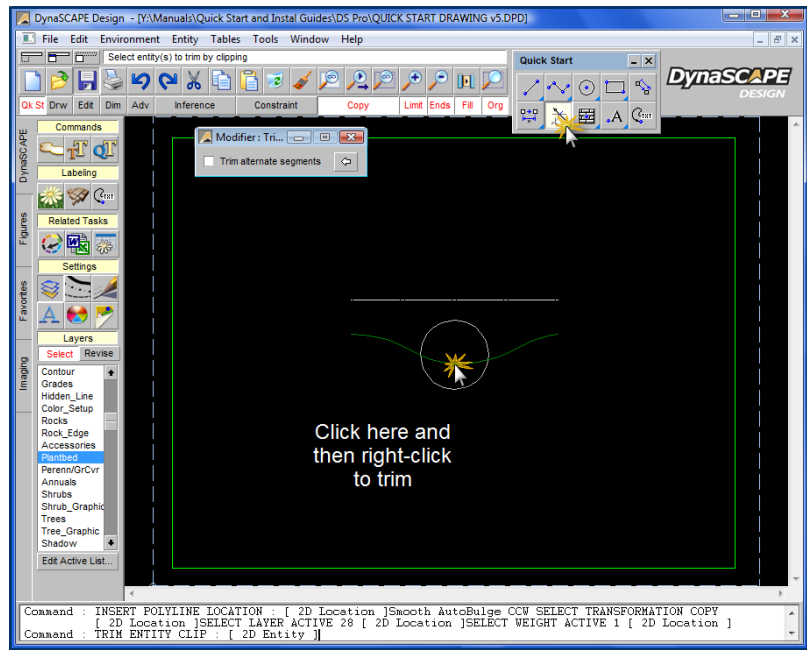 DynaSCAPE Design - [Y:\Manuals\Quick Start and Instal Guides\DS Pro\QUICK START DRAWING v5.DPD]
File Edit Environment Entity Tables Tools Window Help
Select entity(s) to trim by clipping
Quick Start
DynaSCAPE
DESIGN
Qk St Drw Edit Dim Adv Inference Constraint Copy Limit Ends Fill Org
DynaSCAPE
Figures
Favorites
Imaging
Commands
Labeling
Related Tasks
Settings
Layers
Select Revise
Contour
Grades
Hidden_Line
Color_Setup
Rocks
Rock_Edge
Accessories
Plantbed
Perenn/GrCvr
Annuals
Shrubs
Shrub_Graphic
Trees
Tree_Graphic
Shadow
Edit Active List...
Modifier : Tri...
Trim alternate segments
Click here and
then right-click
to trim
Command : INSERT POLYLINE LOCATION : [ 2D Location ]Smooth AutoBulge CCW SELECT TRANSFORMATION COPY
[ 2D Location ]SELECT LAYER ACTIVE 28 [ 2D Location ]SELECT WEIGHT ACTIVE 1 [ 2D Location ]
Command : TRIM ENTITY CLIP : [ 2D Entity ]